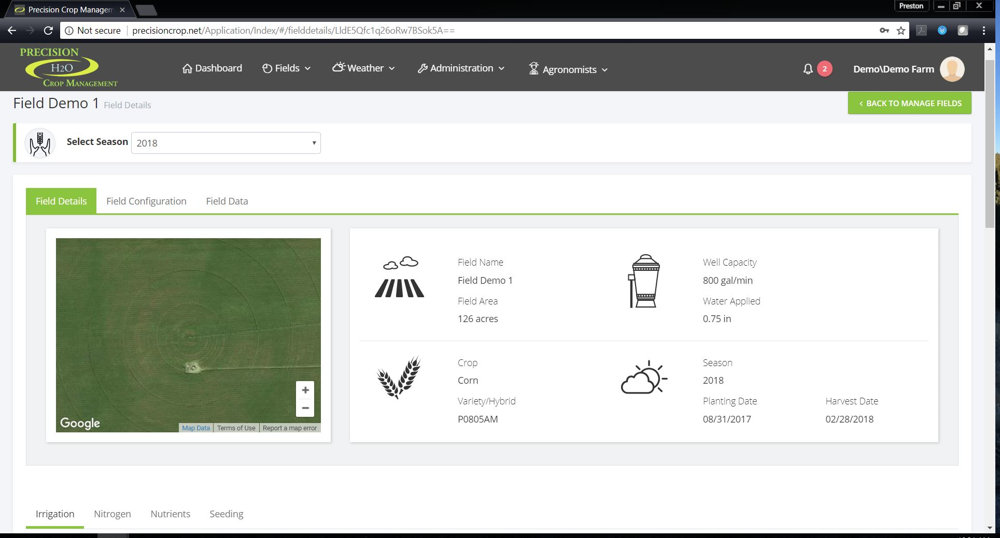 Precision Crop Managem
Preston
Not secure precisioncrop.net/Application/Index/#/fielddetails/LldE5Qfc1q26oRw7BSok5A==
PRECISION
H2O
CROP MANAGEMENT
Dashboard Fields Weather Administration Agronomists 2 Demo\Demo Farm
Field Demo 1 Field Details
< BACK TO MANAGE FIELDS
Select Season 2018
Field Details Field Configuration Field Data
Field Name
Field Demo 1
Field Area
126 acres
Well Capacity
800 gal/min
Water Applied
0.75 in
Crop
Corn
Variety/Hybrid
P0805AM
Season
2018
Planting Date Harvest Date
08/31/2017 02/28/2018
+
−
Google
Map Data Terms of Use Report a map error
Irrigation Nitrogen Nutrients Seeding